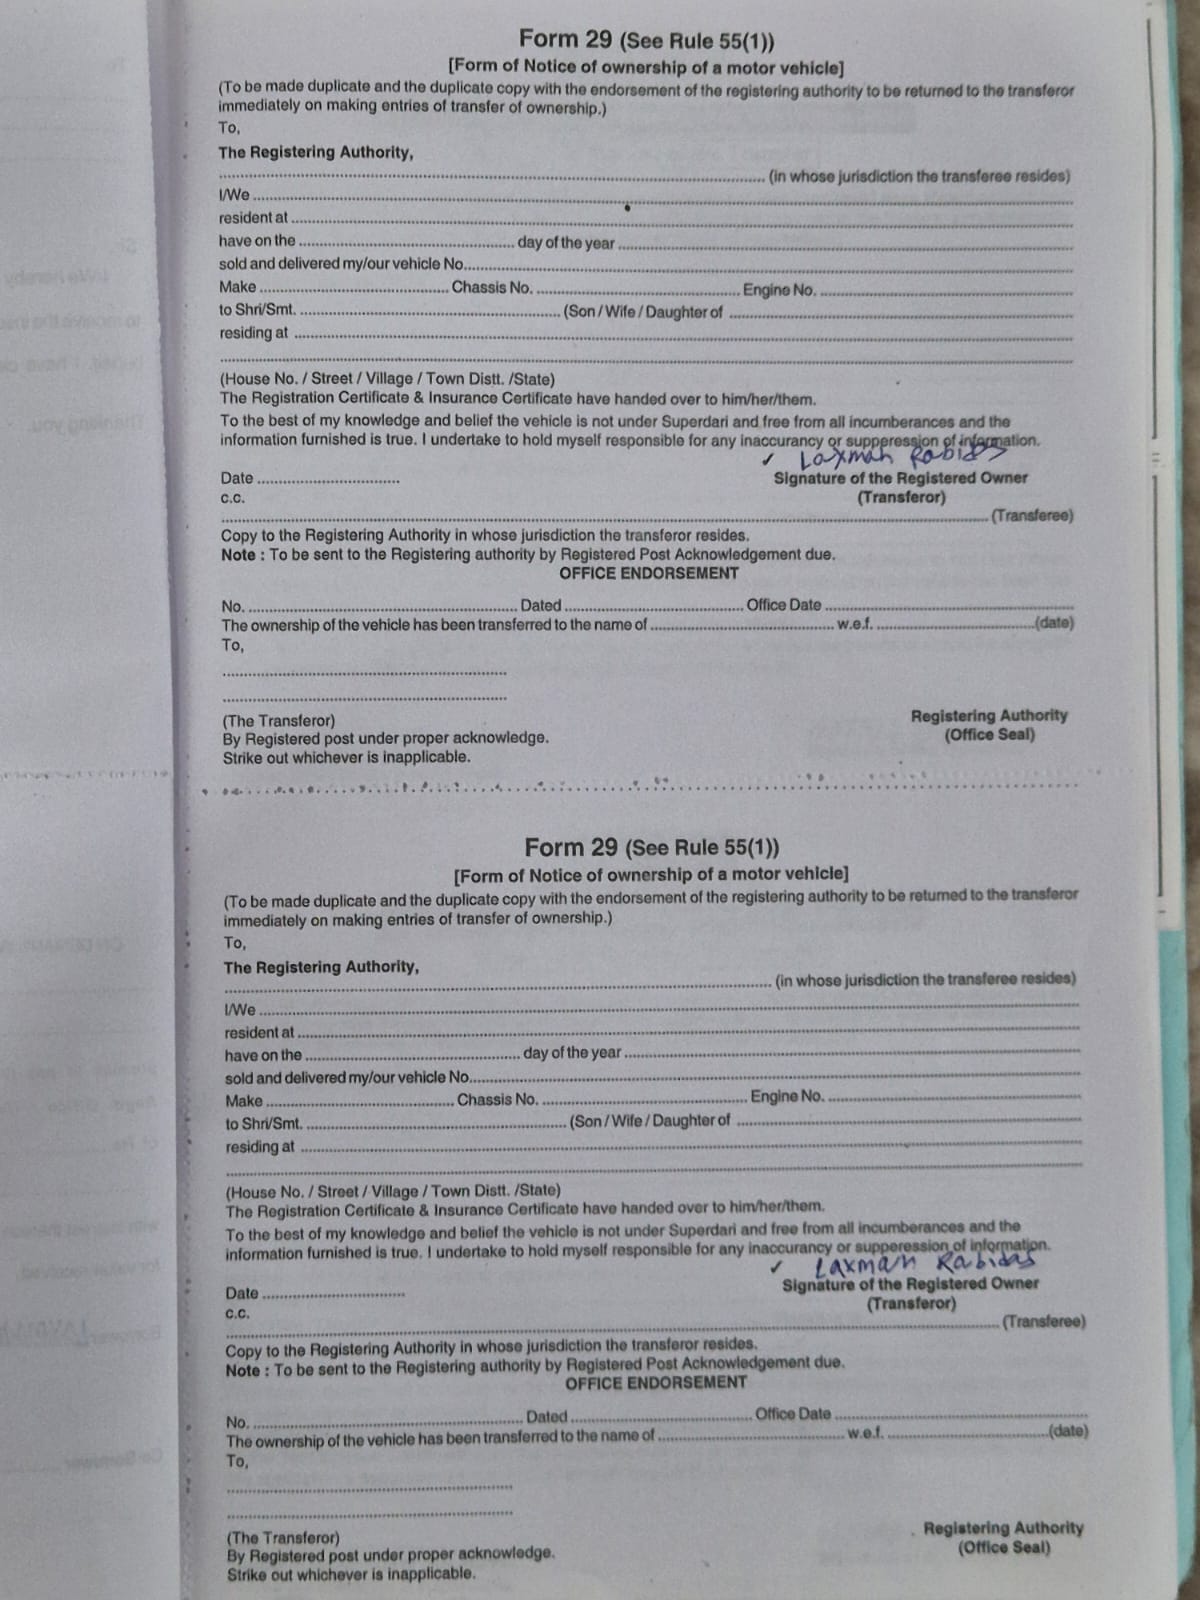 Form 29 (See Rule 55(1))
[Form of Notice of ownership of a motor vehicle]
(To be made duplicate and the duplicate copy with the endorsement of the registering authority to be returned to the transferor
immediately on making entries of transfer of ownership.)
To,
The Registering Authority,
(in whose jurisdiction the transferee resides)
I/We
resident at
have on the day of the year
sold and delivered my/our vehicle No.
Make Chassis No. Engine No.
to Shri/Smt. (Son / Wife / Daughter of
residing at
(House No. / Street / Village / Town Distt. /State)
The Registration Certificate & Insurance Certificate have handed over to him/her/them.
To the best of my knowledge and belief the vehicle is not under Superdari and free from all incumberances and the
information furnished is true. I undertake to hold myself responsible for any inaccurancy or supperession of information.
✓ Laxman Rabidas
Date Signature of the Registered Owner
c.c. (Transferor)
(Transferee)
Copy to the Registering Authority in whose jurisdiction the transferor resides.
Note : To be sent to the Registering authority by Registered Post Acknowledgement due.
OFFICE ENDORSEMENT
No. Dated Office Date
The ownership of the vehicle has been transferred to the name of w.e.f. (date)
To,
(The Transferor) Registering Authority
By Registered post under proper acknowledge. (Office Seal)
Strike out whichever is inapplicable.
Form 29 (See Rule 55(1))
[Form of Notice of ownership of a motor vehicle]
(To be made duplicate and the duplicate copy with the endorsement of the registering authority to be returned to the transferor
immediately on making entries of transfer of ownership.)
To,
The Registering Authority,
(in whose jurisdiction the transferee resides)
I/We
resident at
have on the day of the year
sold and delivered my/our vehicle No.
Make Chassis No. Engine No.
to Shri/Smt. (Son / Wife / Daughter of
residing at
(House No. / Street / Village / Town Distt. /State)
The Registration Certificate & Insurance Certificate have handed over to him/her/them.
To the best of my knowledge and belief the vehicle is not under Superdari and free from all incumberances and the
information furnished is true. I undertake to hold myself responsible for any inaccurancy or supperession of information.
✓ Laxman Rabidas
Date Signature of the Registered Owner
c.c. (Transferor)
(Transferee)
Copy to the Registering Authority in whose jurisdiction the transferor resides.
Note : To be sent to the Registering authority by Registered Post Acknowledgement due.
OFFICE ENDORSEMENT
No. Dated Office Date
The ownership of the vehicle has been transferred to the name of w.e.f. (date)
To,
(The Transferor) Registering Authority
By Registered post under proper acknowledge. (Office Seal)
Strike out whichever is inapplicable.